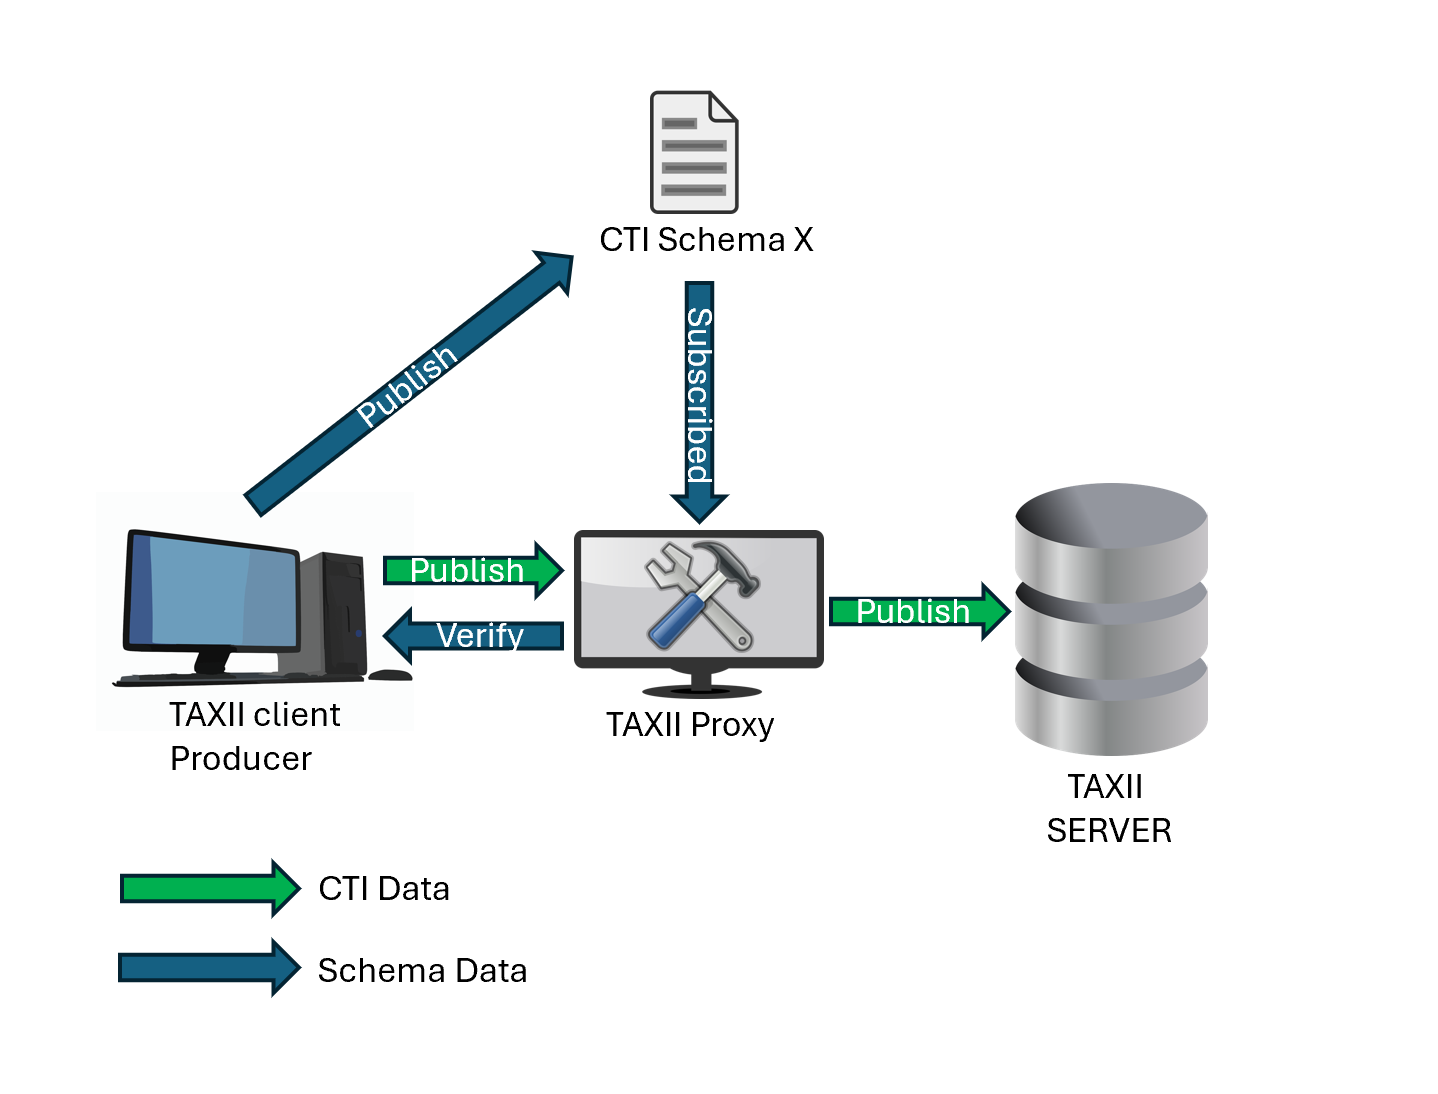 CTI Schema X
Publish
Subscribed
Publish
Verify
Publish
TAXII client
Producer
TAXII Proxy
TAXII
SERVER
CTI Data
Schema Data